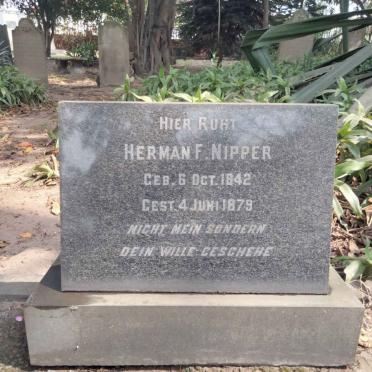 HIER RUHT
HERMAN F. NIPPER
GEB. 6 OCT. 1842
GEST. 4 JUNI 1879
NICHT MEIN SONDERN
DEIN WILLE GESCHEHE